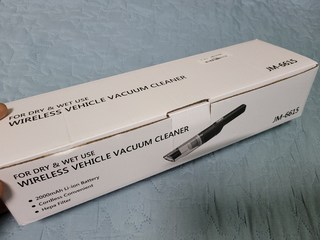 FOR DRY & WET USE
WIRELESS VEHICLE VACUUM CLEANER
JM-6615
FOR DRY & WET USE
WIRELESS VEHICLE VACUUM CLEANER
JM-6615
• 2000mAh Li-ion Battery
• Cordless Convenient
• Hepa Filter